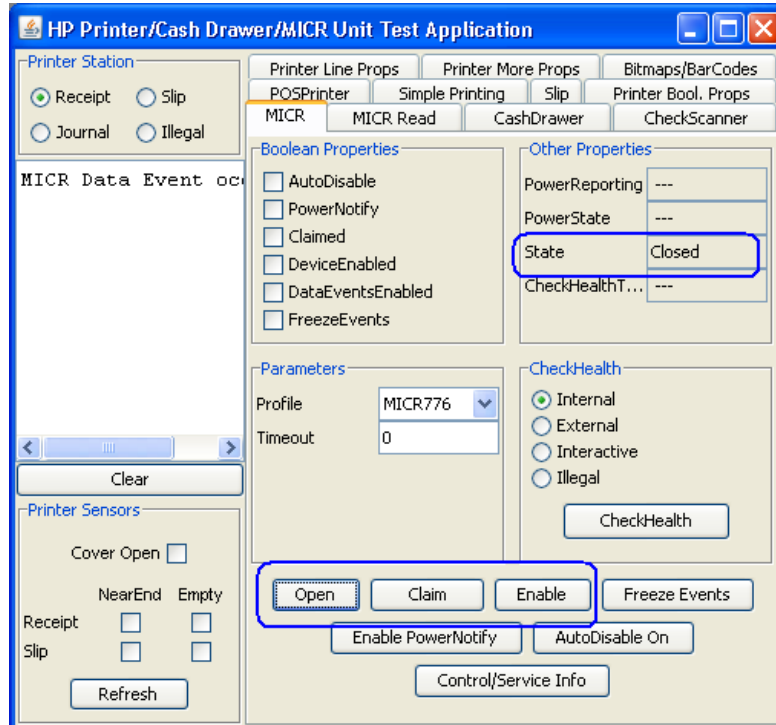 HP Printer/Cash Drawer/MICR Unit Test Application
Printer Station
Receipt Slip
Journal Illegal
MICR Data Event occ
Clear
Printer Sensors
Cover Open
NearEnd Empty
Receipt
Slip
Refresh
Printer Line Props Printer More Props Bitmaps/BarCodes
POSPrinter Simple Printing Slip Printer Bool. Props
MICR MICR Read CashDrawer CheckScanner
Boolean Properties
AutoDisable
PowerNotify
Claimed
DeviceEnabled
DataEventsEnabled
FreezeEvents
Other Properties
PowerReporting ---
PowerState ---
State Closed
CheckHealthT... ---
Parameters
Profile MICR776
Timeout 0
CheckHealth
Internal
External
Interactive
Illegal
CheckHealth
Open Claim Enable Freeze Events
Enable PowerNotify AutoDisable On
Control/Service Info